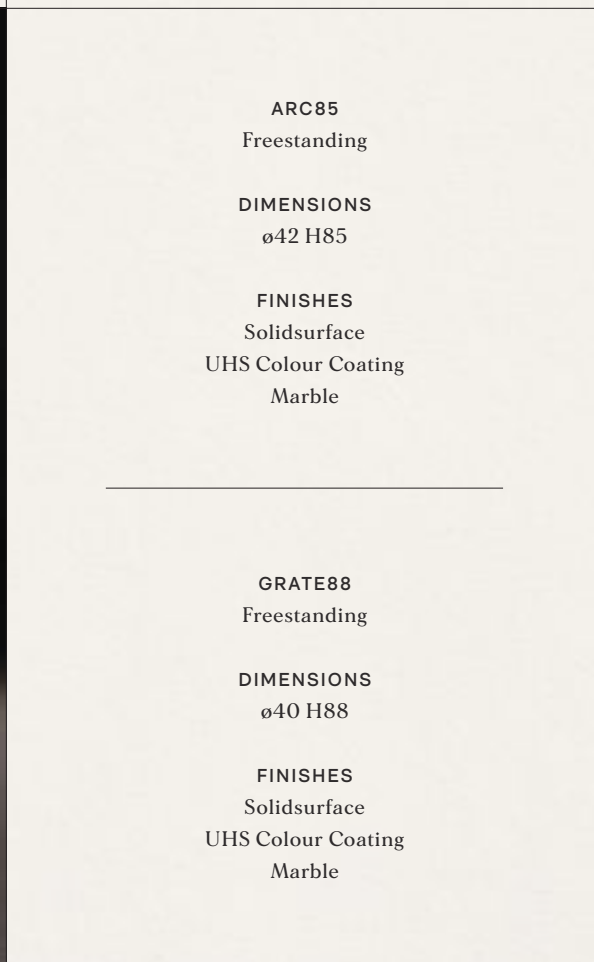 ARC85
Freestanding
DIMENSIONS
ø42 H85
FINISHES
Solidsurface
UHS Colour Coating
Marble
GRATE88
Freestanding
DIMENSIONS
ø40 H88
FINISHES
Solidsurface
UHS Colour Coating
Marble